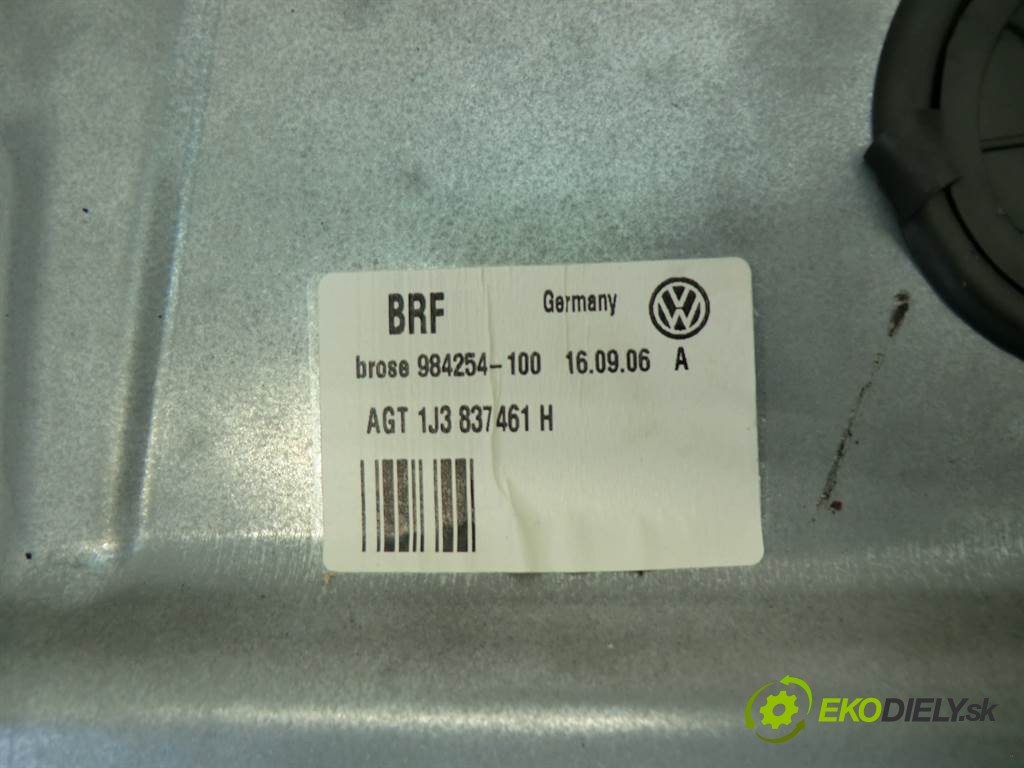 BRF Germany
brose 984254-100 16.09.06 A
AGT 1J3 837461 H
EKODIELY.sk